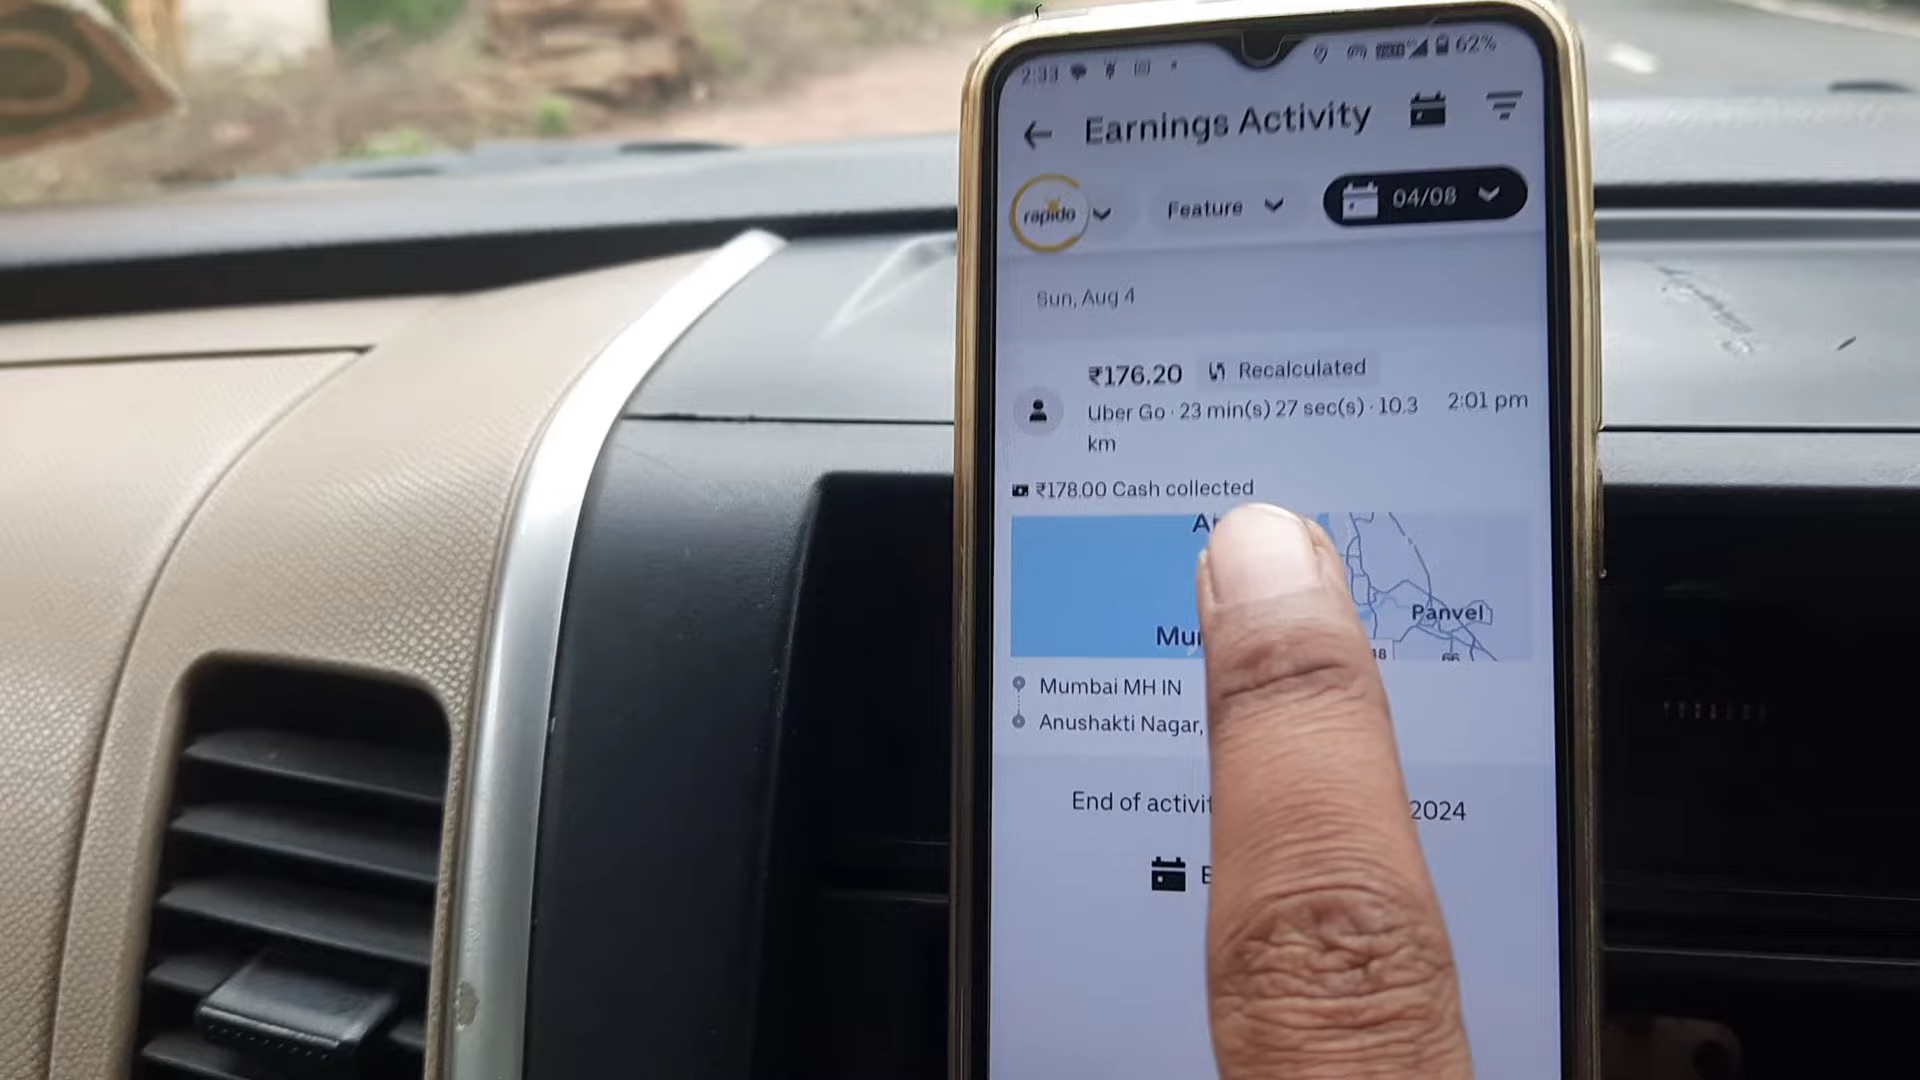 2:33
62%
Earnings Activity
rapido
Feature
04/08
Sun, Aug 4
₹176.20 Recalculated
Uber Go · 23 min(s) 27 sec(s) · 10.3 km
2:01 pm
₹178.00 Cash collected
Panvel
66
Mumbai MH IN
Anushakti Nagar,
End of
2024